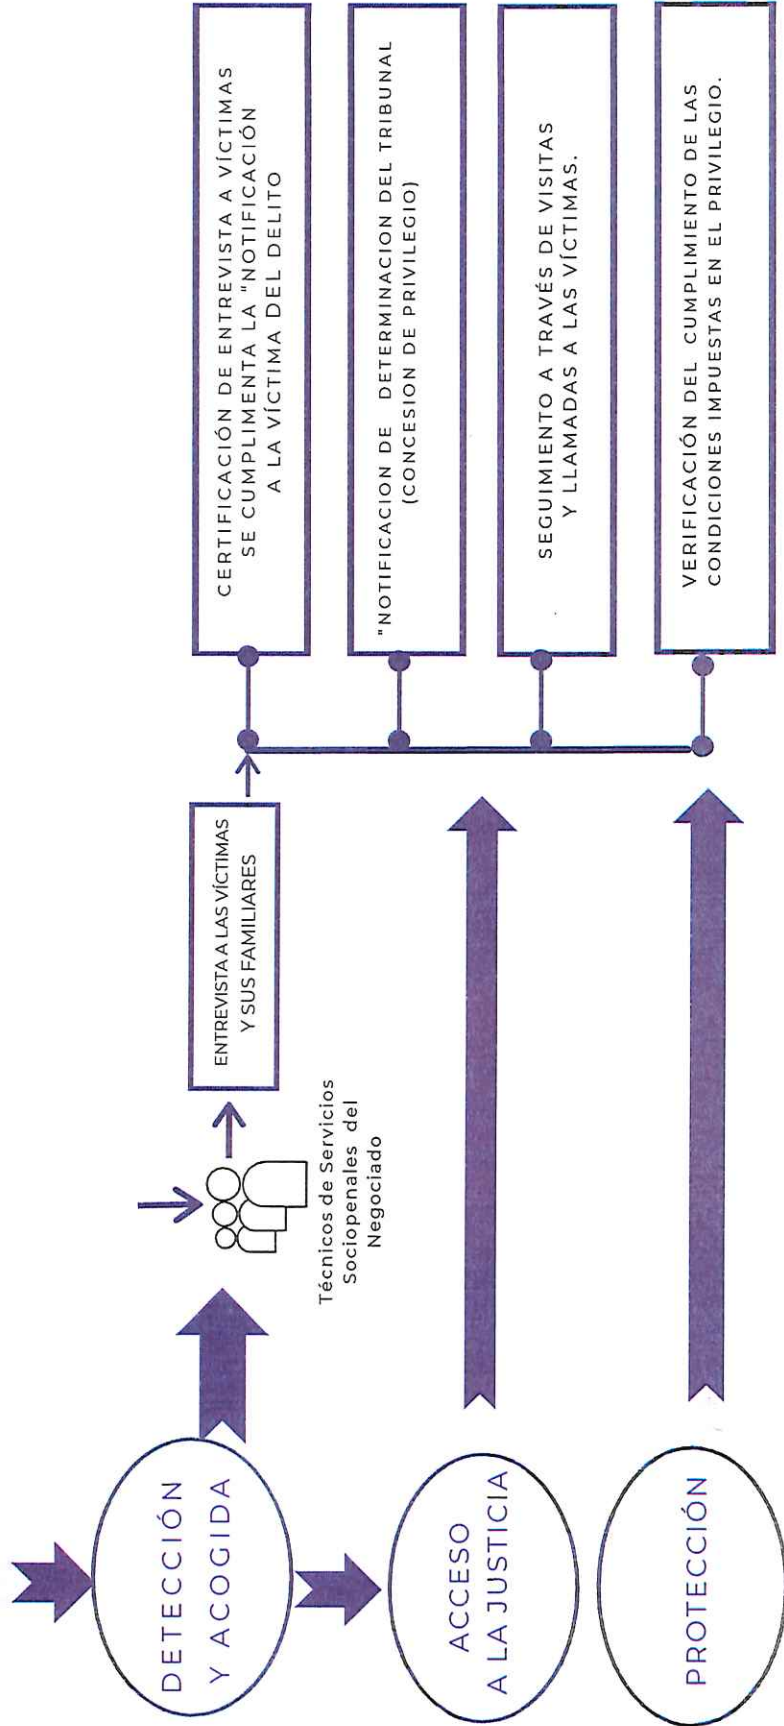 DETECCIÓN
Y ACOGIDA
Técnicos de Servicios
Sociopenales del
Negociado
ENTREVISTA A LAS VÍCTIMAS
Y SUS FAMILIARES
CERTIFICACIÓN DE ENTREVISTA A VÍCTIMAS
SE CUMPLIMENTA LA "NOTIFICACIÓN
A LA VÍCTIMA DEL DELITO
"NOTIFICACION DE DETERMINACION DEL TRIBUNAL
(CONCESION DE PRIVILEGIO)
ACCESO
A LA JUSTICIA
SEGUIMIENTO A TRAVÉS DE VISITAS
Y LLAMADAS A LAS VÍCTIMAS.
PROTECCIÓN
VERIFICACIÓN DEL CUMPLIMIENTO DE LAS
CONDICIONES IMPUESTAS EN EL PRIVILEGIO.